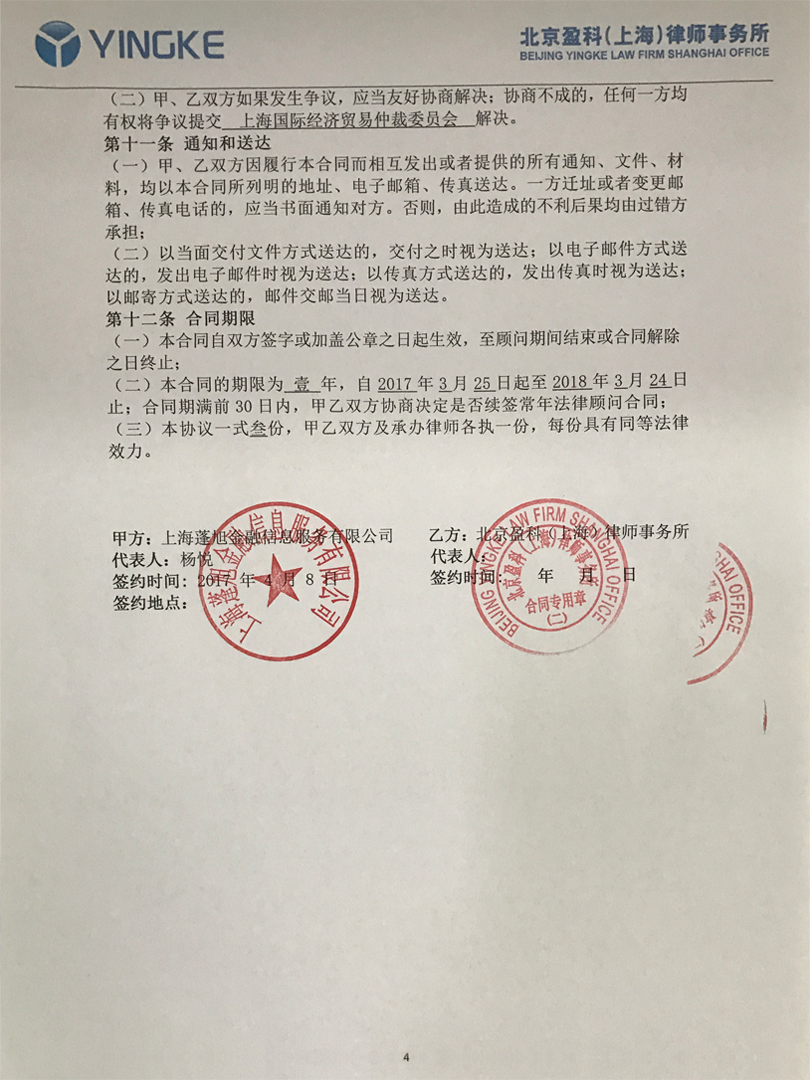 YINGKE
北京盈科(上海)律师事务所
BEIJING YINGKE LAW FIRM SHANGHAI OFFICE
（二）甲、乙双方如果发生争议，应当友好协商解决；协商不成的，任何一方均
有权将争议提交 上海国际经济贸易仲裁委员会 解决。
第十一条 通知和送达
（一）甲、乙双方因履行本合同而相互发出或者提供的所有通知、文件、材
料，均以本合同所列明的地址、电子邮箱、传真送达。一方迁址或者变更邮
箱、传真电话的，应当书面通知对方。否则，由此造成的不利后果均由过错方
承担；
（二）以当面交付文件方式送达的，交付之时视为送达；以电子邮件方式送
达的，发出电子邮件时视为送达；以传真方式送达的，发出传真时视为送达；
以邮寄方式送达的，邮件交邮当日视为送达。
第十二条 合同期限
（一）本合同自双方签字或加盖公章之日起生效，至顾问期间结束或合同解除
之日终止；
（二）本合同的期限为 壹 年，自 2017 年 3 月 25 日起至 2018 年 3 月 24 日
止；合同期满前 30 日内，甲乙双方协商决定是否续签常年法律顾问合同；
（三）本协议一式叁份，甲乙双方及承办律师各执一份，每份具有同等法律
效力。
甲方：上海蓬旭金融信息服务有限公司
代表人：杨悦
签约时间：2017 年 4 月 8 日
签约地点：
上海蓬旭金融信息服务有限公司
乙方：北京盈科（上海）律师事务所
代表人：
签约时间： 年 月 日
BEIJING YINGKE LAW FIRM SHANGHAI OFFICE
北京盈科(上海)律师事务所
合同专用章
(二)
SHANGHAI OFFICE
4